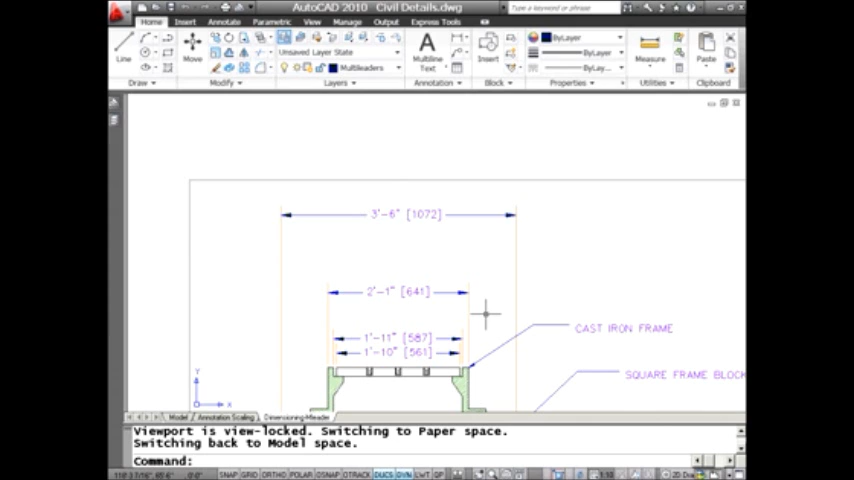 AutoCAD 2010 Civil Details.dwg
Type a keyword or phrase
Home Insert Annotate Parametric View Manage Output Express Tools
Line Move Unsaved Layer State Multileaders Multiline Text Insert ByLayer ByLayer Measure Paste
Draw Modify Layers Annotation Block Properties Utilities Clipboard
3'-6" [1072]
2'-1" [641]
1'-11" [587]
CAST IRON FRAME
1'-10" [561]
SQUARE FRAME BLOCK
Y
X
Model Annotation Scaling Dimensioning-Mleader
Viewport is view-locked. Switching to Paper space.
Switching back to Model space.
Command:
SNAP GRID ORTHO POLAR OSNAP OTRACK DUCS DYN LWT QP